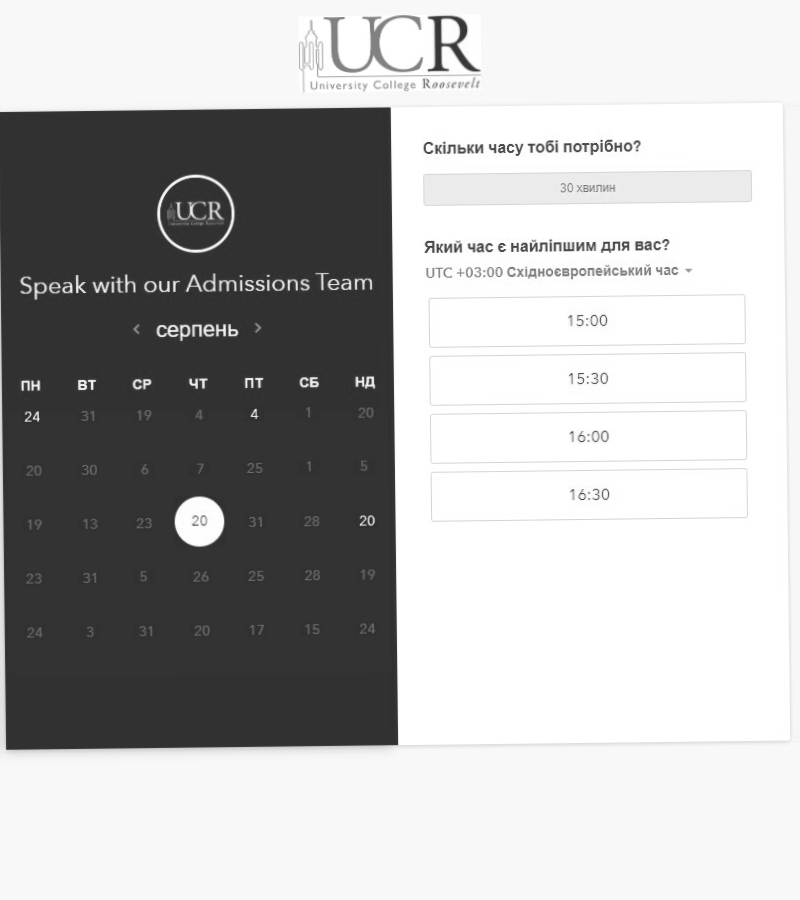 UCR
University College Roosevelt
UCR
University College Roosevelt
Speak with our Admissions Team
серпень
ПН ВТ СР ЧТ ПТ СБ НД
24 31 19 4 4 1 20
20 30 6 7 25 1 5
19 13 23 20 31 28 20
23 31 5 26 25 28 19
24 3 31 20 17 15 24
Скільки часу тобі потрібно?
30 хвилин
Який час є найліпшим для вас?
UTC +03:00 Східноєвропейський час
15:00
15:30
16:00
16:30